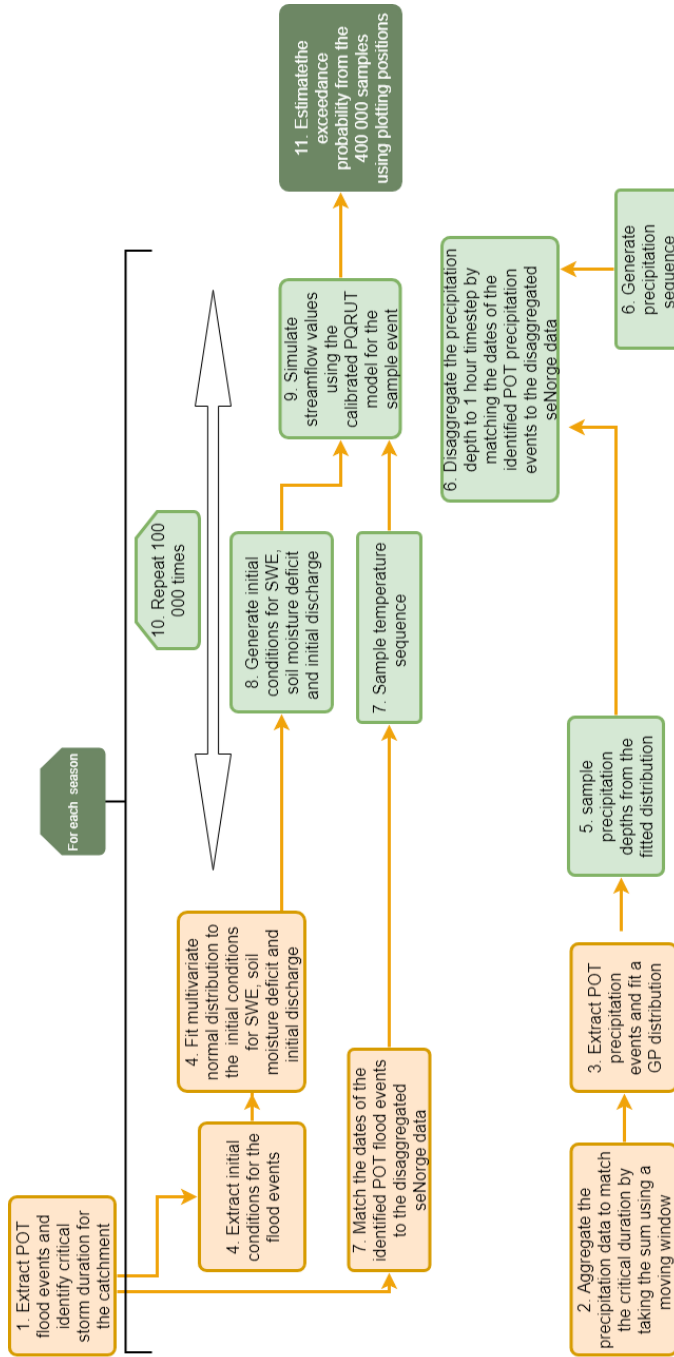 For each season
10. Repeat 100
000 times
1. Extract POT
flood events and
identify critical
storm duration for
the catchment
4. Extract initial
conditions for the
flood events
4. Fit multivariate
normal distribution to
the initial conditions
for SWE, soil
moisture deficit and
initial discharge
8. Generate initial
conditions for SWE,
soil moisture deficit
and initial discharge
9. Simulate
streamflow values
using the
calibrated PQRUT
model for the
sample event
11. Estimatethe
exceedance
probability from the
400 000 samples
using plotting positions
7. Match the dates of the
identified POT flood events
to the disaggregated
seNorge data
7. Sample temperature
sequence
2. Aggregate the
precipitation data to match
the critical duration by
taking the sum using a
moving window
3. Extract POT
precipitation
events and fit a
GP distribution
5. sample
precipitation
depths from the
fitted distribution
6. Disaggregate the precipitation
depth to 1 hour timestep by
matching the dates of the
identified POT precipitation
events to the disaggregated
seNorge data
6. Generate
precipitation
sequence